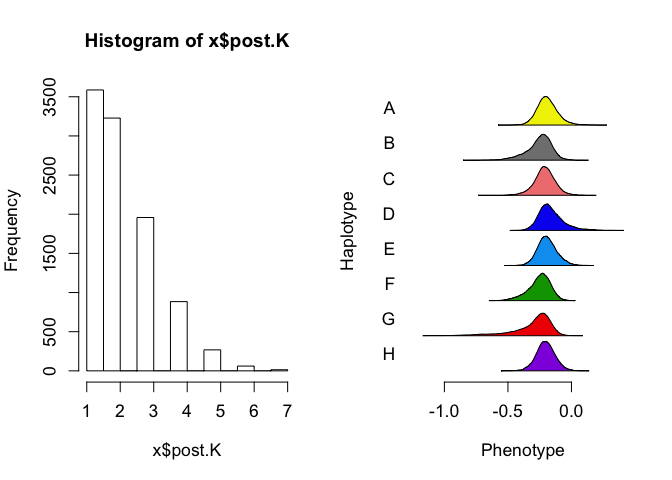 Histogram of x$post.K
Frequency
0
500
1500
2500
3500
1 2 3 4 5 6 7
x$post.K
Haplotype
A
B
C
D
E
F
G
H
-1.0 -0.5 0.0
Phenotype